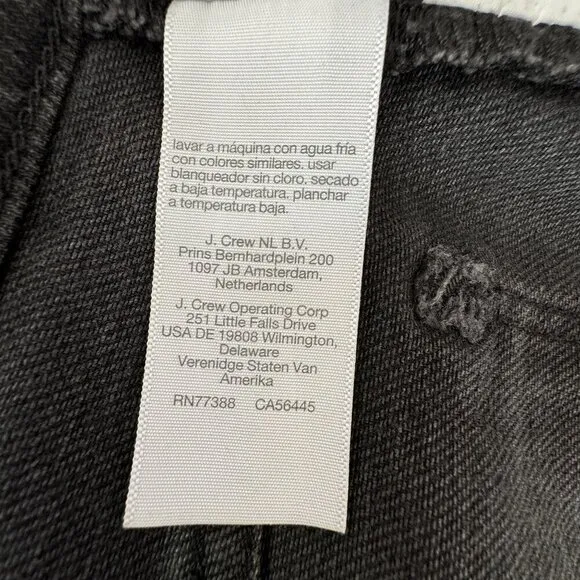 lavar a máquina con agua fría
con colores similares. usar
blanqueador sin cloro. secado
a baja temperatura. planchar
a temperatura baja.
J. Crew NL B.V.
Prins Bernhardplein 200
1097 JB Amsterdam,
Netherlands
J. Crew Operating Corp
251 Little Falls Drive
USA DE 19808 Wilmington,
Delaware
Verenidge Staten Van
Amerika
RN77388 CA56445